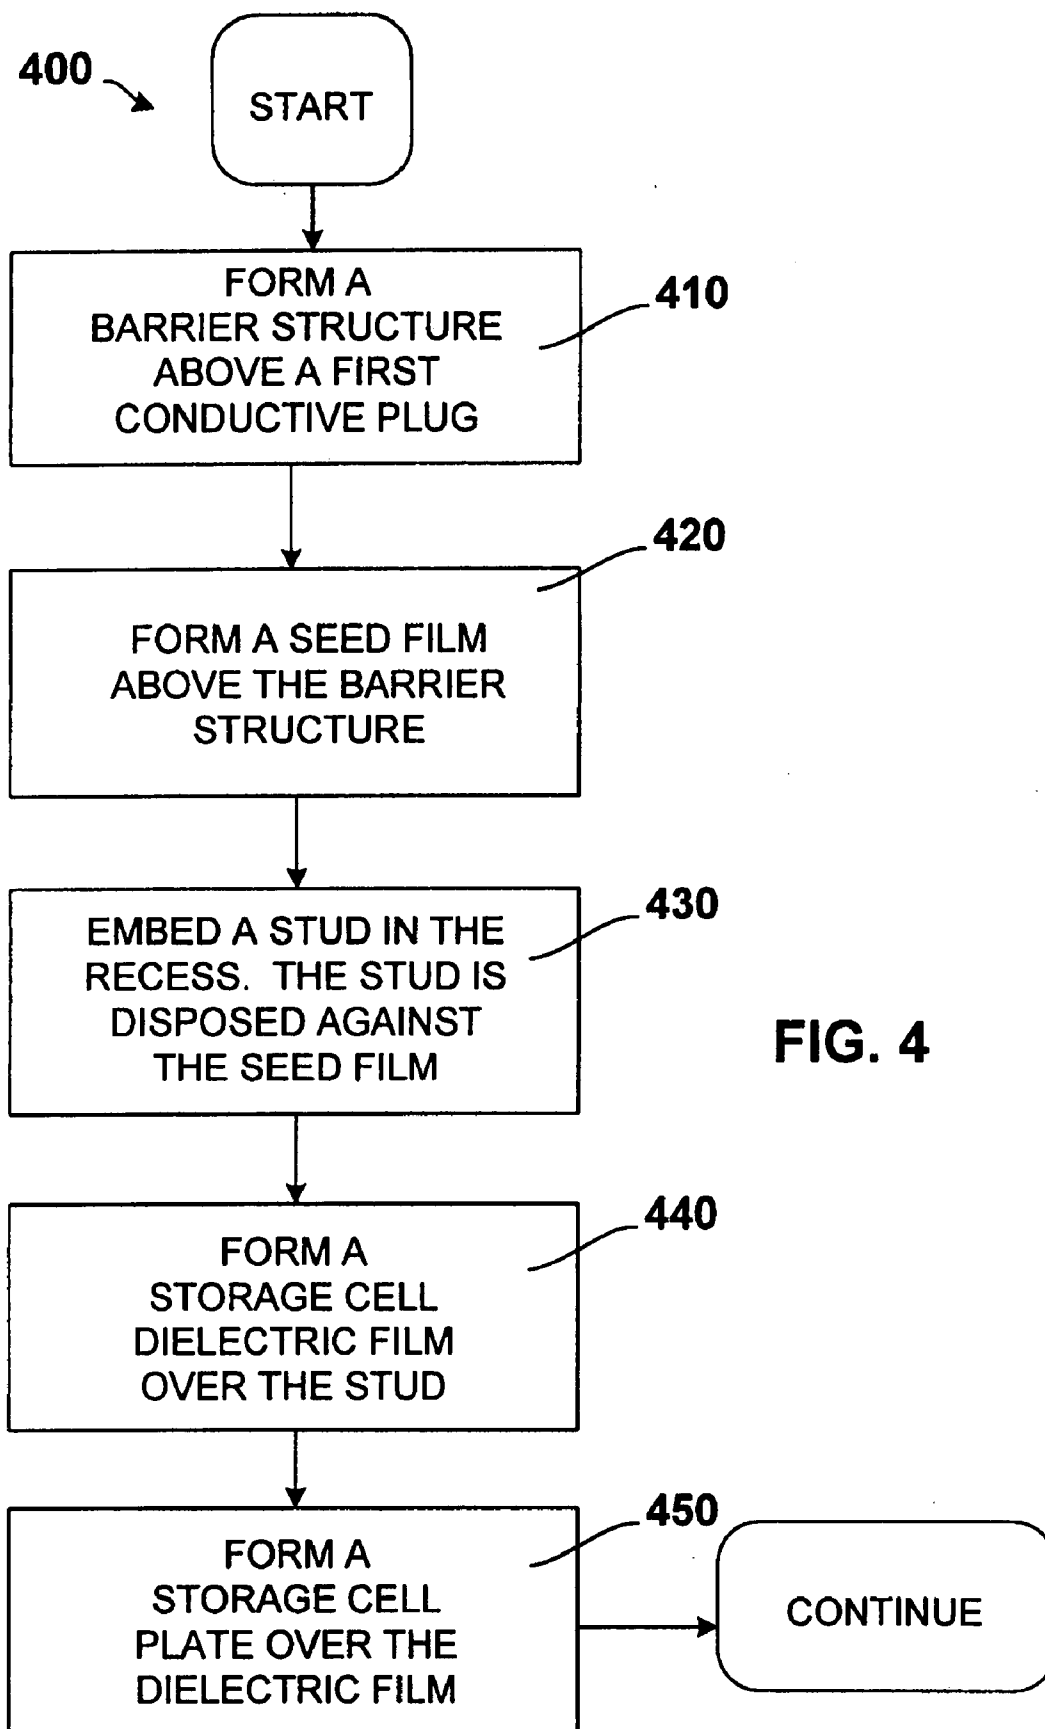 400
START
FORM A
BARRIER STRUCTURE
ABOVE A FIRST
CONDUCTIVE PLUG
410
FORM A SEED FILM
ABOVE THE BARRIER
STRUCTURE
420
EMBED A STUD IN THE
RECESS. THE STUD IS
DISPOSED AGAINST
THE SEED FILM
430
FIG. 4
FORM A
STORAGE CELL
DIELECTRIC FILM
OVER THE STUD
440
FORM A
STORAGE CELL
PLATE OVER THE
DIELECTRIC FILM
450
CONTINUE